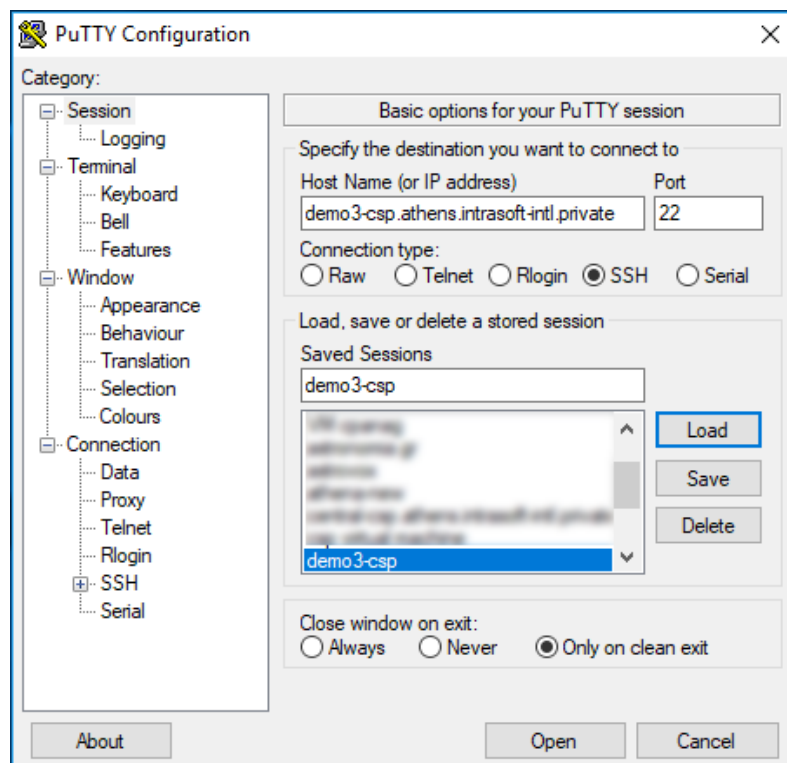 PuTTY Configuration
Category:
Session
Logging
Terminal
Keyboard
Bell
Features
Window
Appearance
Behaviour
Translation
Selection
Colours
Connection
Data
Proxy
Telnet
Rlogin
SSH
Serial
Basic options for your PuTTY session
Specify the destination you want to connect to
Host Name (or IP address) Port
demo3-csp.athens.intrasoft-intl.private 22
Connection type:
Raw Telnet Rlogin SSH Serial
Load, save or delete a stored session
Saved Sessions
demo3-csp
demo3-csp
Load
Save
Delete
Close window on exit:
Always Never Only on clean exit
About Open Cancel